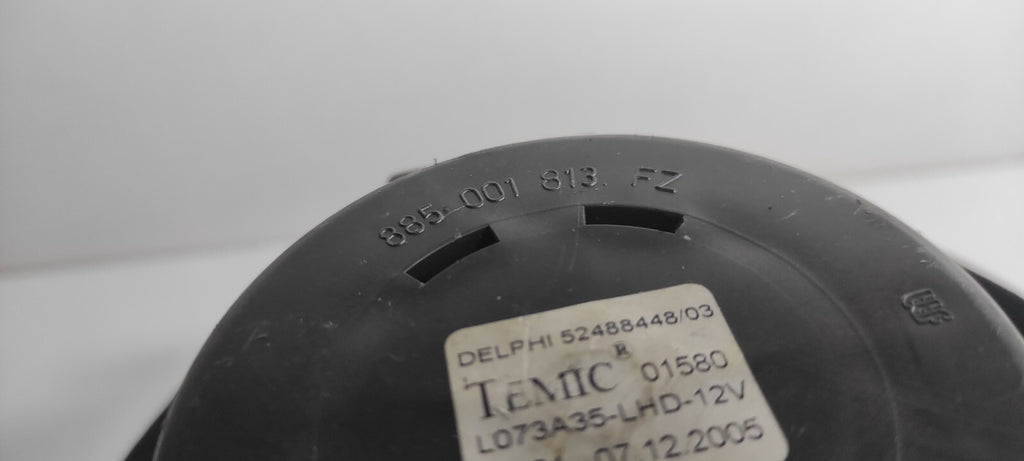 885-001 813. FZ
DELPHI 52488448/03
TEMIC ® 01580
L073A35-LHD-12V
07.12.2005